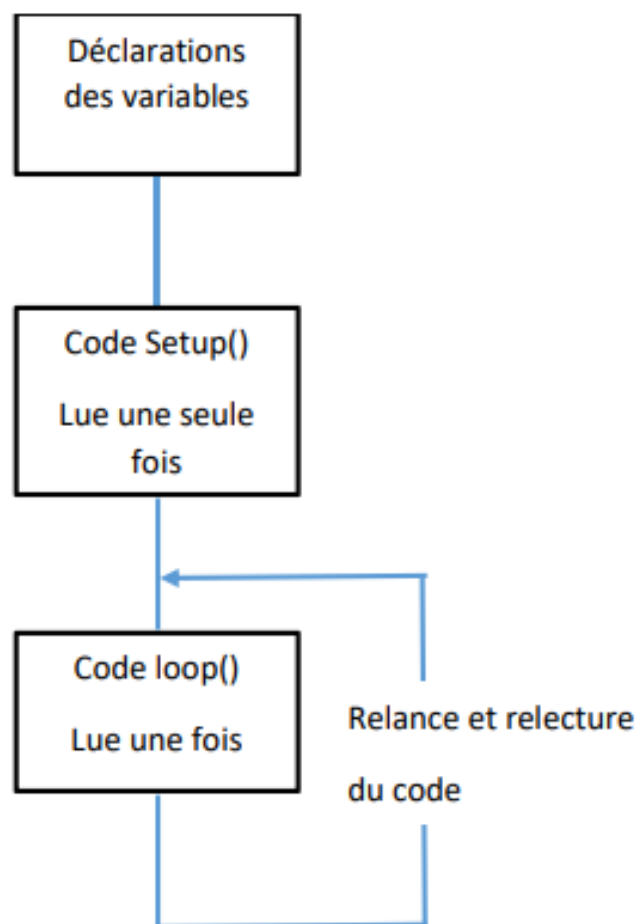 Déclarations
des variables
Code Setup()
Lue une seule
fois
Code loop()
Lue une fois
Relance et relecture
du code